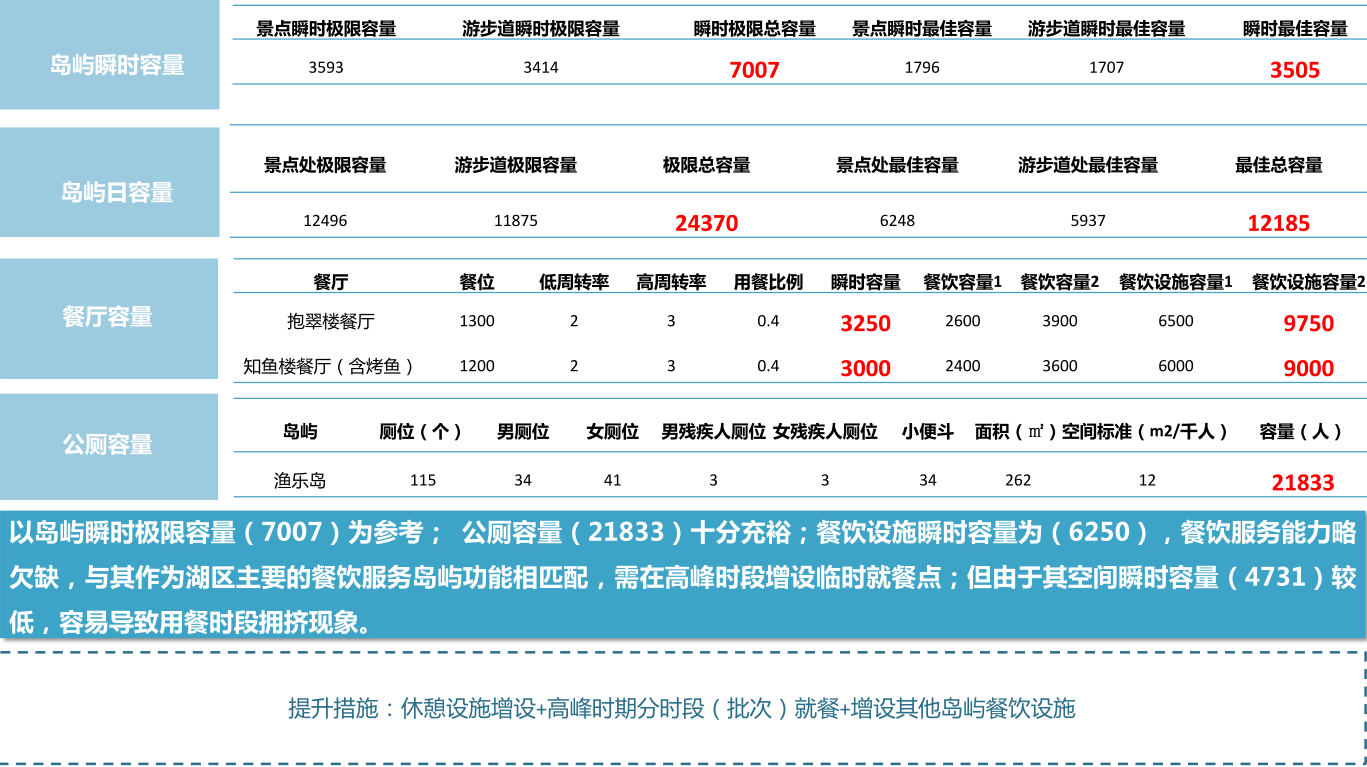 岛屿瞬时容量
景点瞬时极限容量 游步道瞬时极限容量 瞬时极限总容量 景点瞬时最佳容量 游步道瞬时最佳容量 瞬时最佳容量
3593 3414 7007 1796 1707 3505
岛屿日容量
景点处极限容量 游步道极限容量 极限总容量 景点处最佳容量 游步道处最佳容量 最佳总容量
12496 11875 24370 6248 5937 12185
餐厅容量
餐厅 餐位 低周转率 高周转率 用餐比例 瞬时容量 餐饮容量1 餐饮容量2 餐饮设施容量1 餐饮设施容量2
抱翠楼餐厅 1300 2 3 0.4 3250 2600 3900 6500 9750
知鱼楼餐厅（含烤鱼） 1200 2 3 0.4 3000 2400 3600 6000 9000
公厕容量
岛屿 厕位（个） 男厕位 女厕位 男残疾人厕位 女残疾人厕位 小便斗 面积（㎡）空间标准（m2/千人） 容量（人）
渔乐岛 115 34 41 3 3 34 262 12 21833
以岛屿瞬时极限容量（7007）为参考； 公厕容量（21833）十分充裕；餐饮设施瞬时容量为（6250），餐饮服务能力略
欠缺，与其作为湖区主要的餐饮服务岛屿功能相匹配，需在高峰时段增设临时就餐点；但由于其空间瞬时容量（4731）较
低，容易导致用餐时段拥挤现象。
提升措施：休憩设施增设+高峰时期分时段（批次）就餐+增设其他岛屿餐饮设施